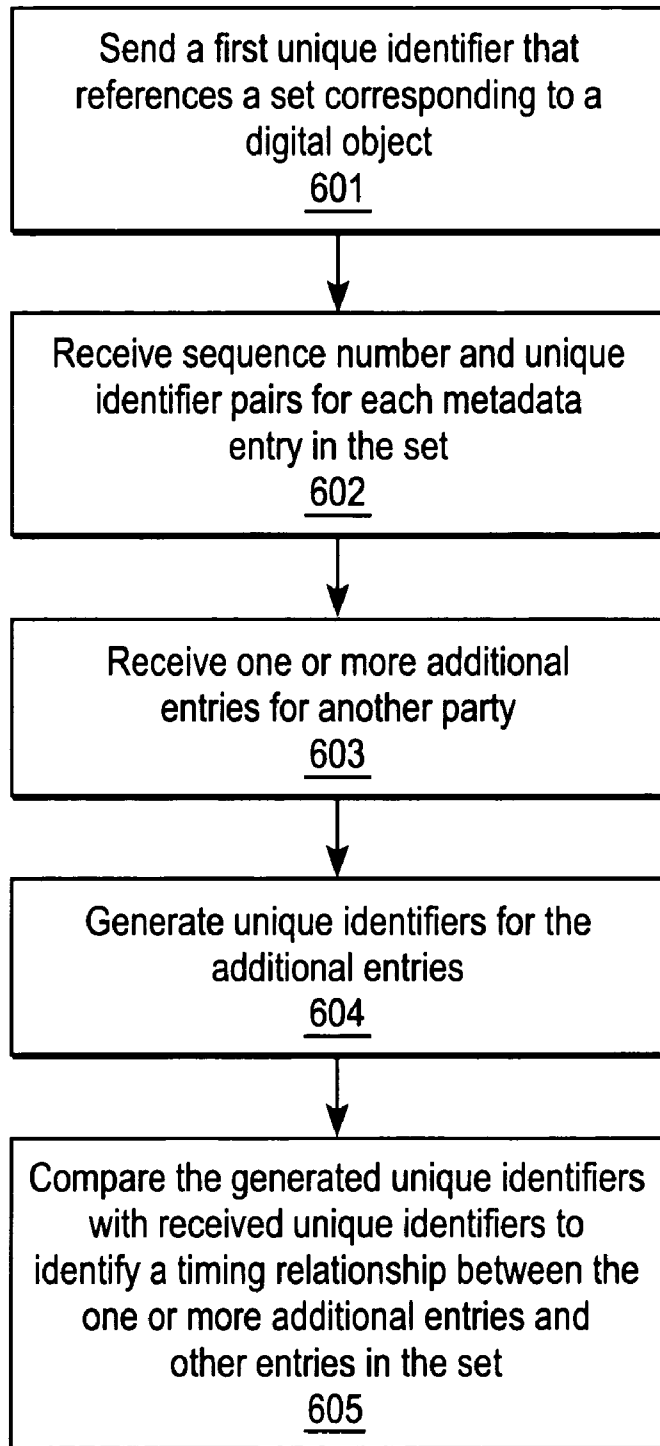 Send a first unique identifier that
references a set corresponding to a
digital object
601
Receive sequence number and unique
identifier pairs for each metadata
entry in the set
602
Receive one or more additional
entries for another party
603
Generate unique identifiers for the
additional entries
604
Compare the generated unique identifiers
with received unique identifiers to
identify a timing relationship between the
one or more additional entries and
other entries in the set
605